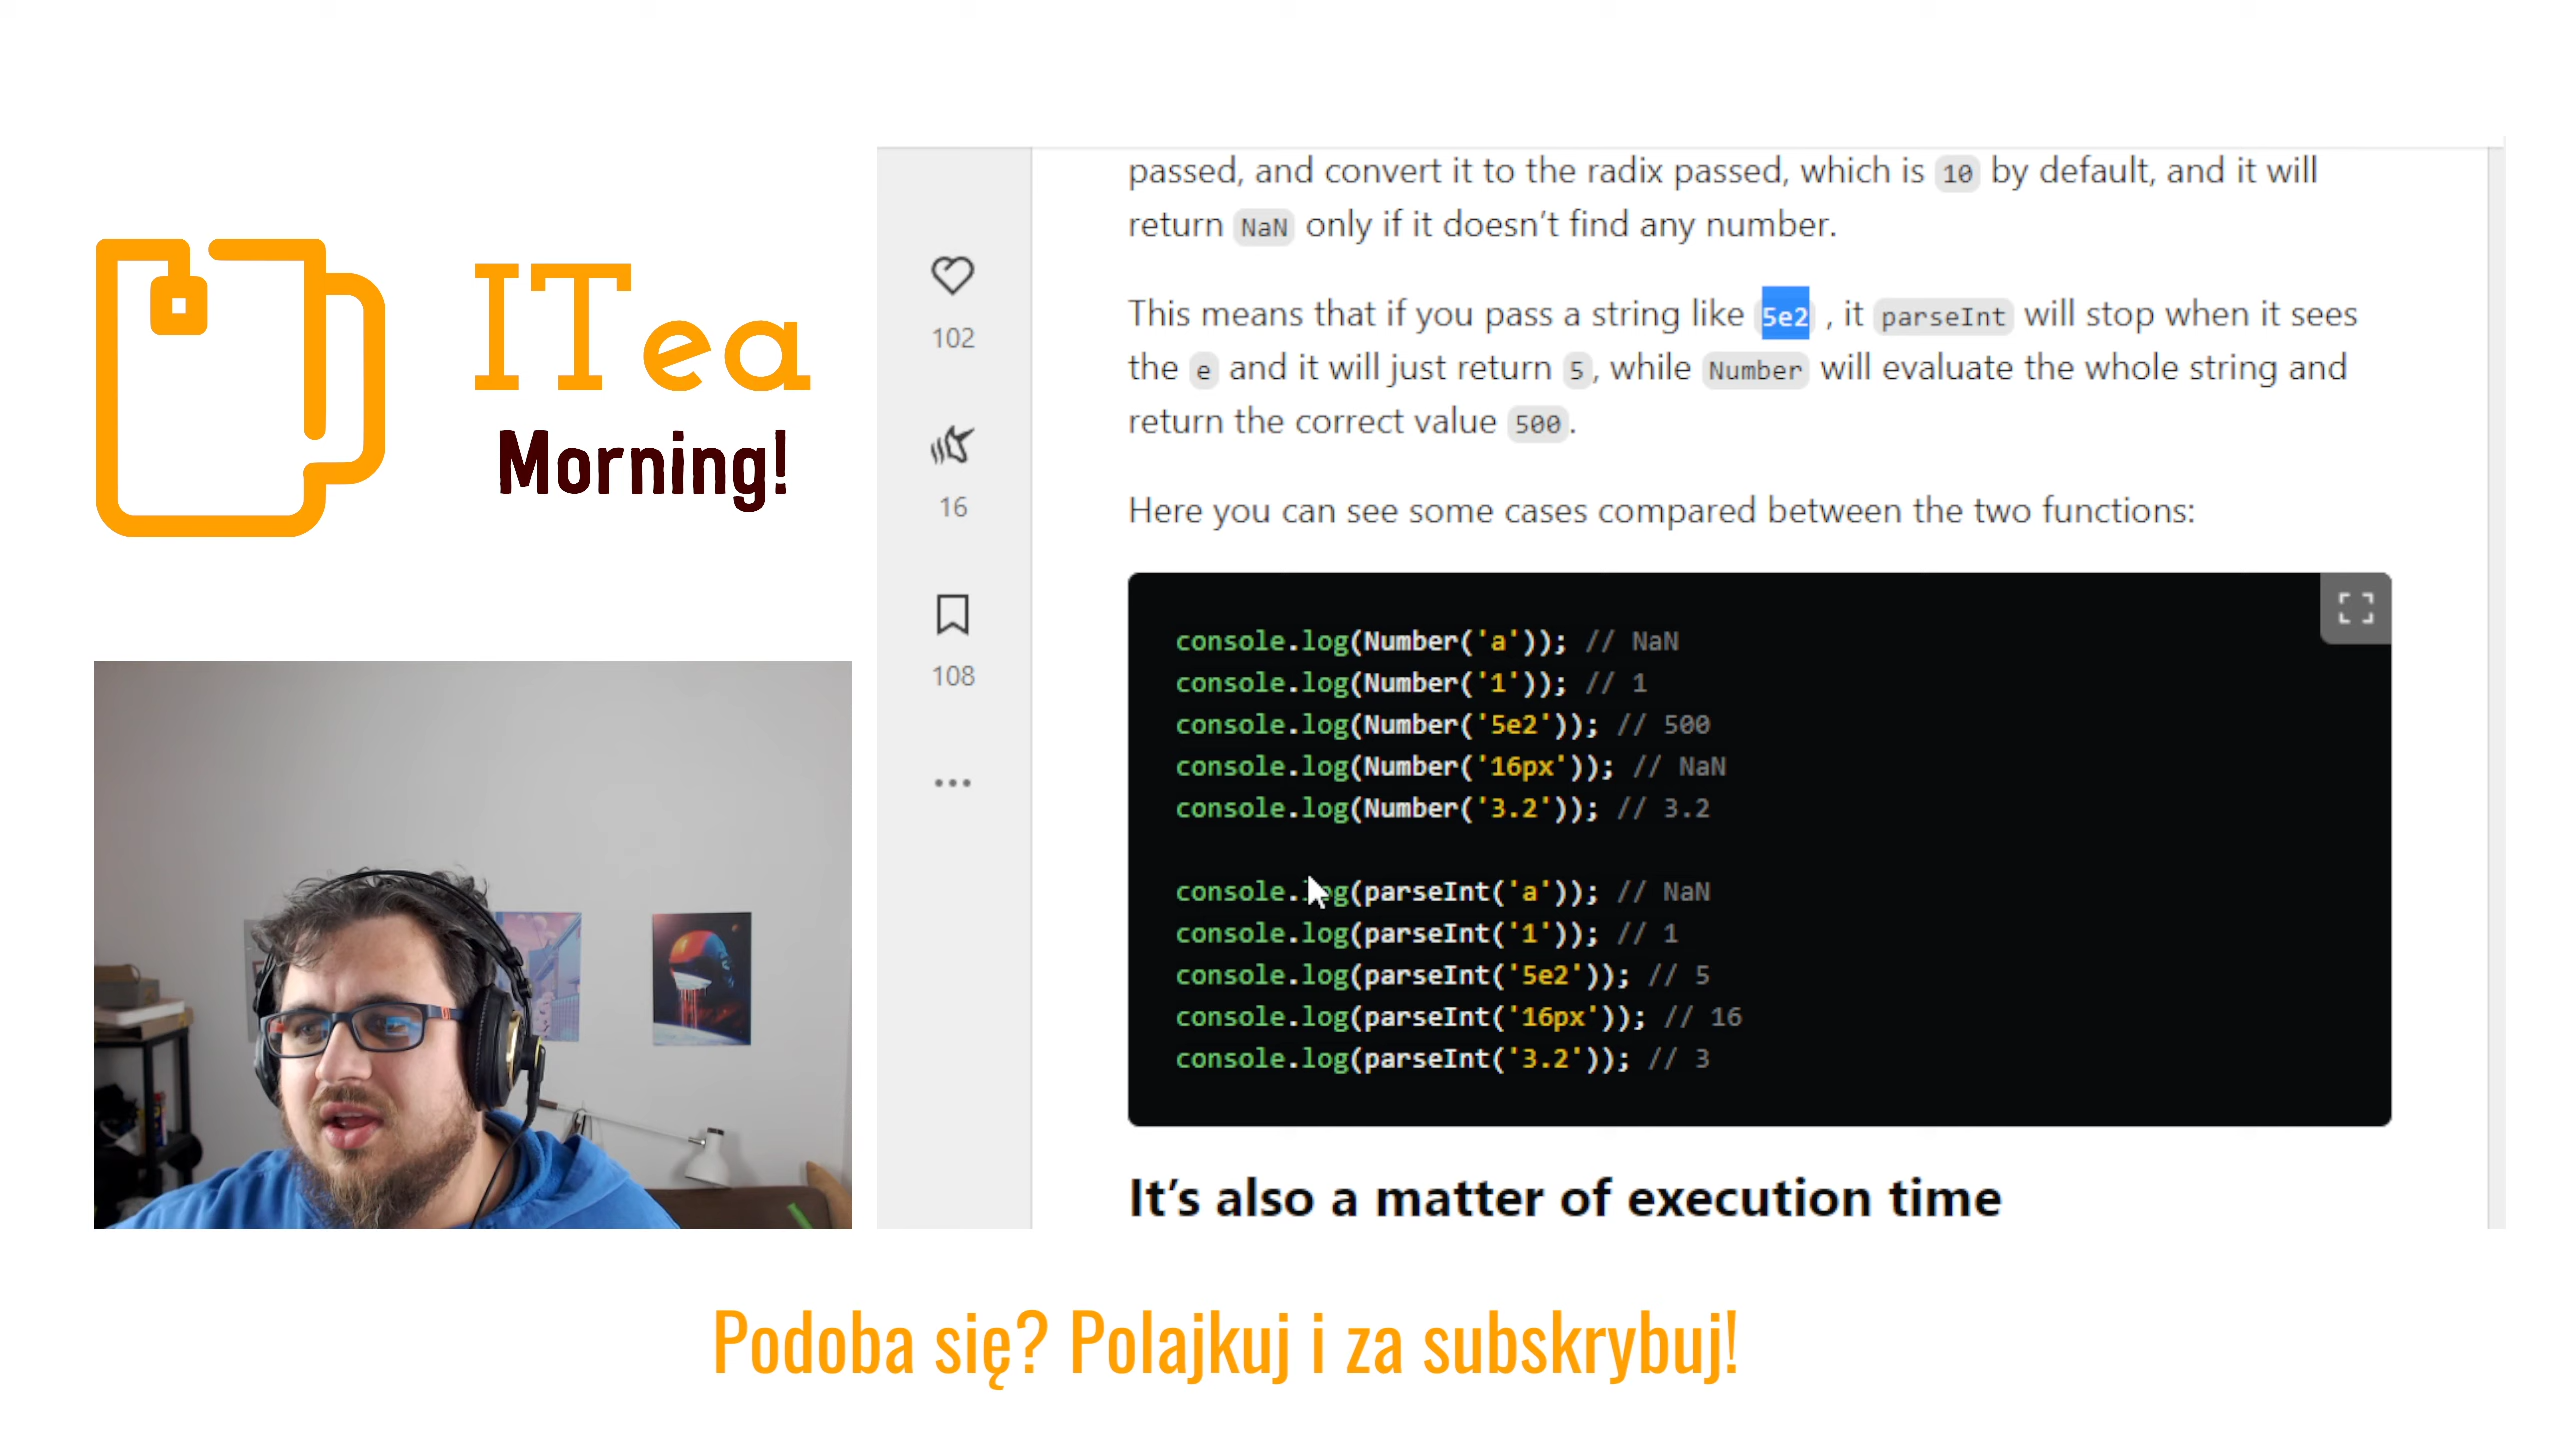 ITea
Morning!
passed, and convert it to the radix passed, which is 10 by default, and it will
return NaN only if it doesn’t find any number.
This means that if you pass a string like 5e2 , it parseInt will stop when it sees
the e and it will just return 5, while Number will evaluate the whole string and
return the correct value 500.
Here you can see some cases compared between the two functions:
102
16
108
console.log(Number('a')); // NaN
console.log(Number('1')); // 1
console.log(Number('5e2')); // 500
console.log(Number('16px')); // NaN
console.log(Number('3.2')); // 3.2
console.log(parseInt('a')); // NaN
console.log(parseInt('1')); // 1
console.log(parseInt('5e2')); // 5
console.log(parseInt('16px')); // 16
console.log(parseInt('3.2')); // 3
It’s also a matter of execution time
Podoba się? Polajkuj i za subskrybuj!